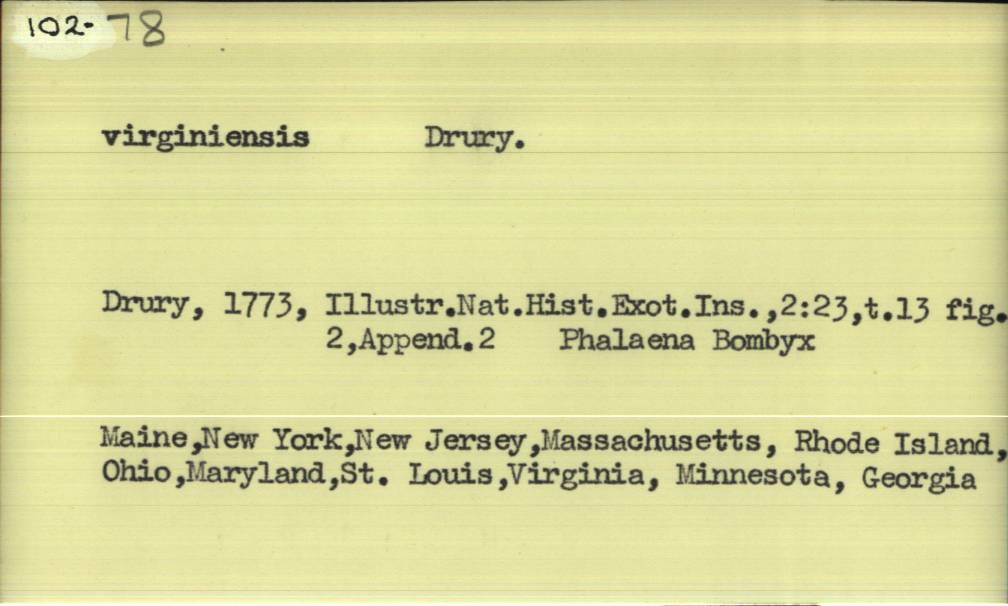 102-78
virginiensis Drury.
Drury, 1773, Illustr.Nat.Hist.Exot.Ins.,2:23,t.13 fig.
2,Append.2 Phalaena Bombyx
Maine,New York,New Jersey,Massachusetts, Rhode Island,
Ohio,Maryland,St. Louis,Virginia, Minnesota, Georgia